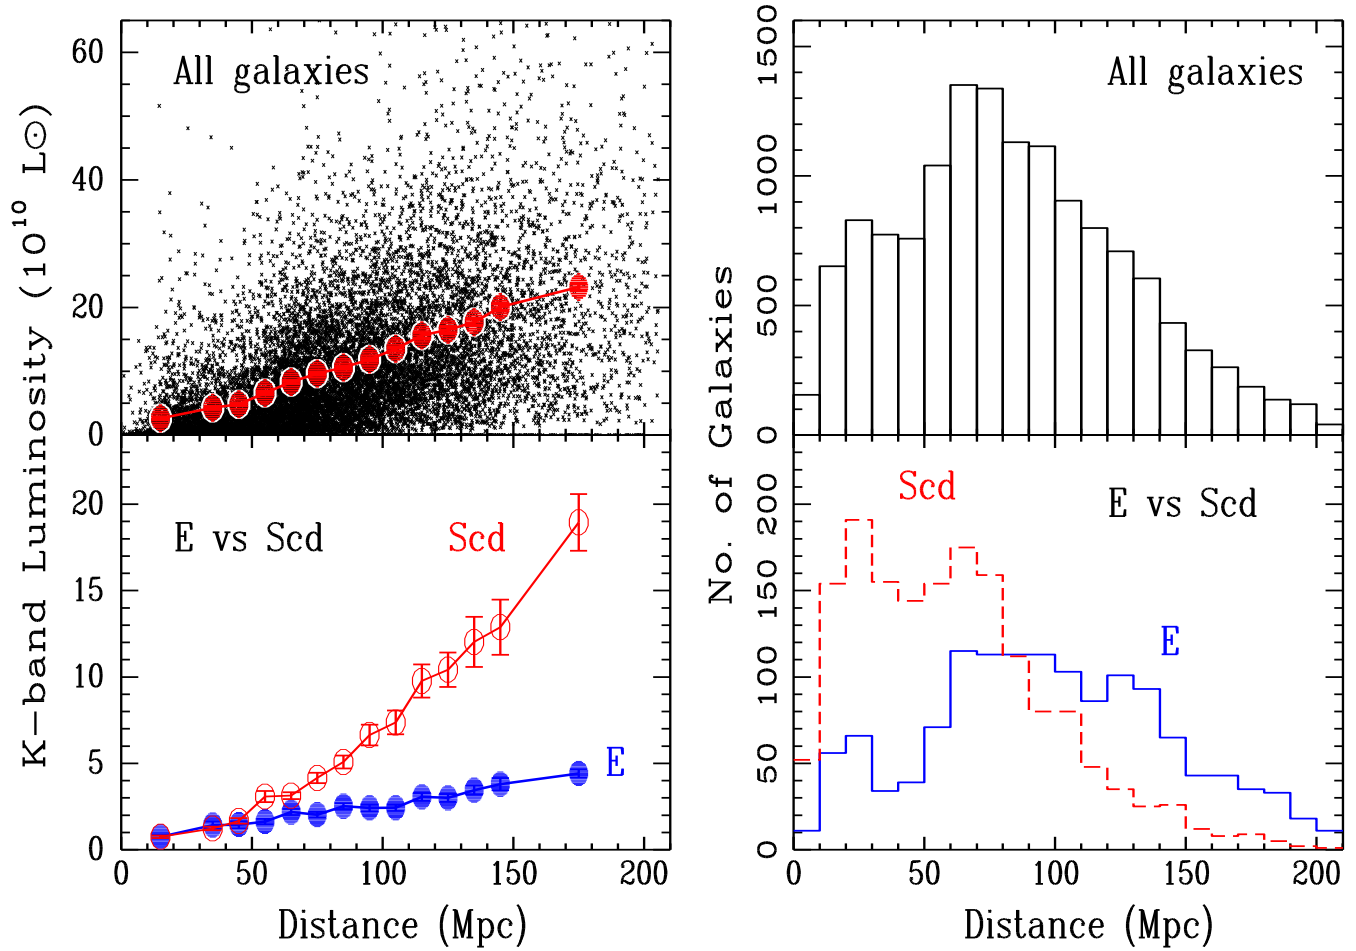 K-band Luminosity (10¹⁰ L⊙)
All galaxies
60
40
20
0
E vs Scd
Scd
E
20
15
10
5
0
0 50 100 150 200
Distance (Mpc)
No. of Galaxies
All galaxies
1500
1000
500
0
Scd
E vs Scd
E
200
150
100
50
0
0 50 100 150 200
Distance (Mpc)